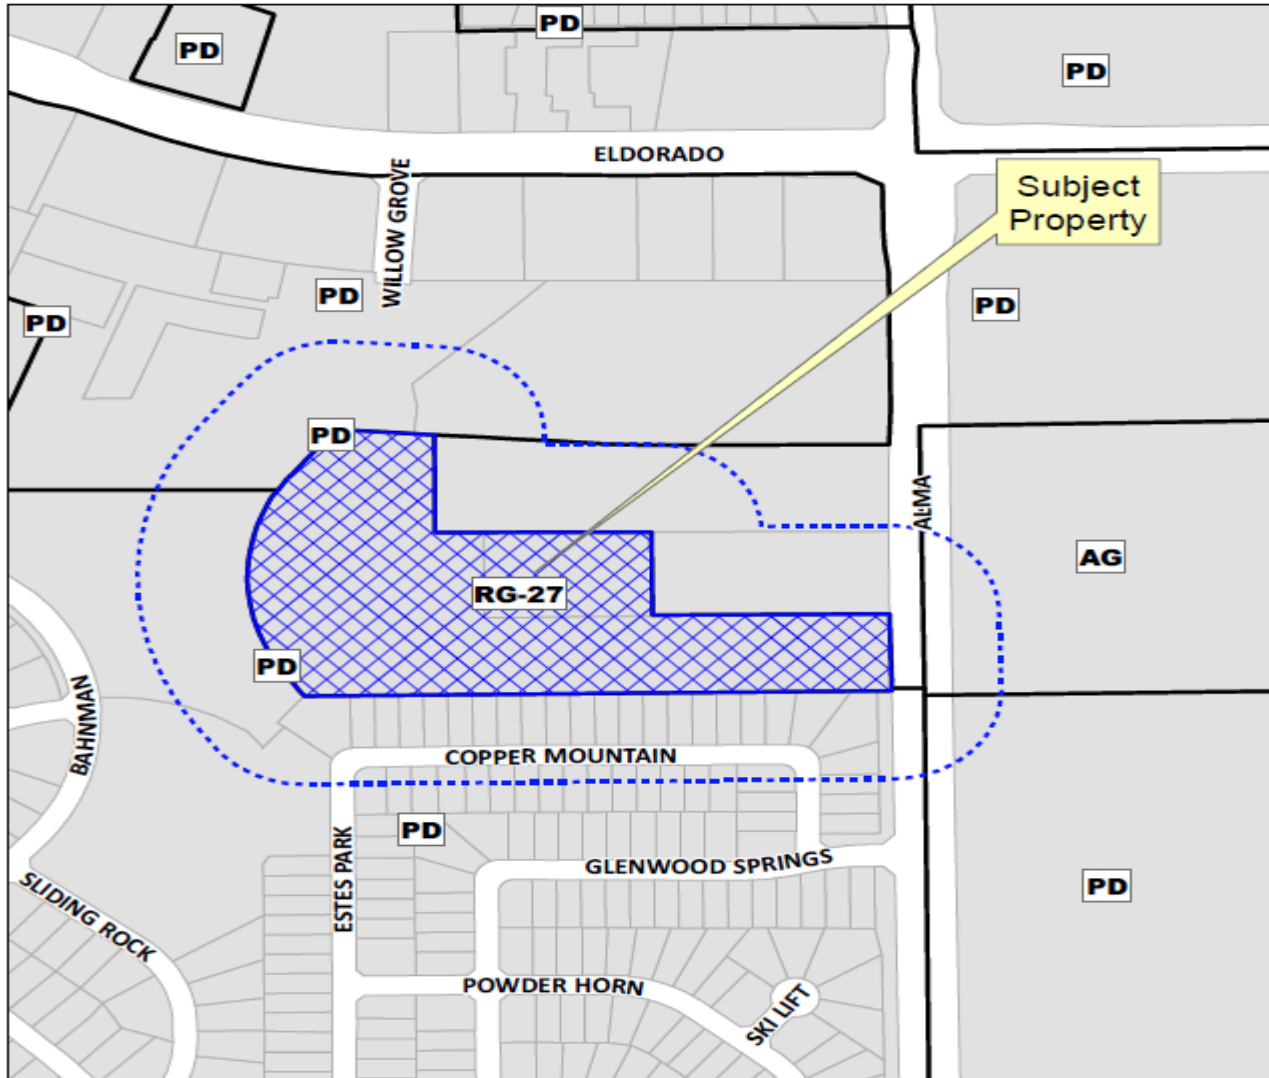 PD
PD
PD
ELDORADO
WILLOW GROVE
Subject
Property
PD
PD
PD
PD
ALMA
AG
RG-27
PD
BAHNMAN
COPPER MOUNTAIN
PD
ESTES PARK
GLENWOOD SPRINGS
PD
SLIDING ROCK
POWDER HORN
SKI LIFT